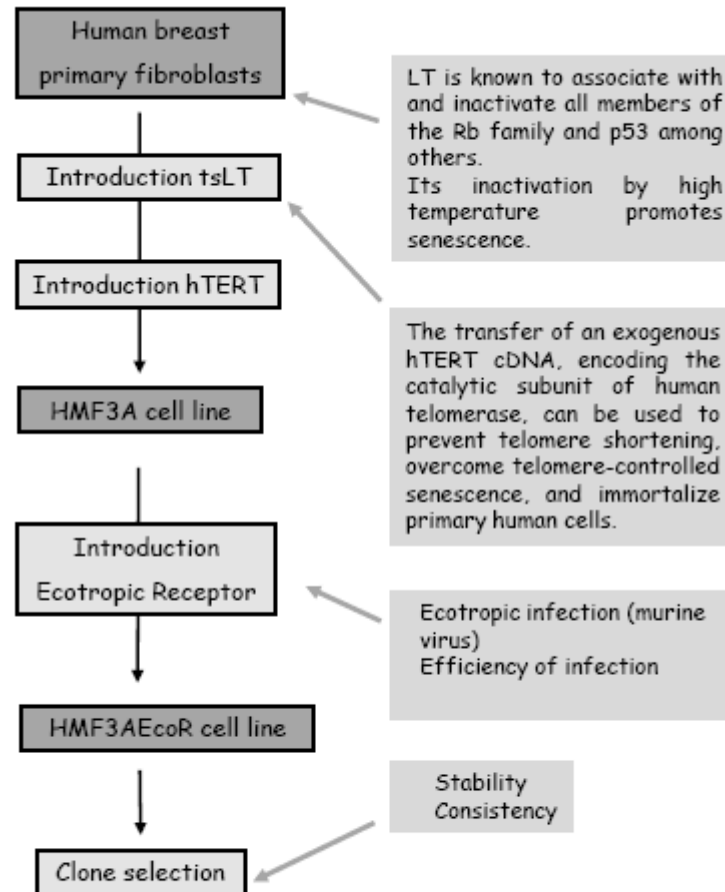 Human breast
primary fibroblasts
LT is known to associate with
and inactivate all members of
the Rb family and p53 among
others.
Its inactivation by high
temperature promotes
senescence.
Introduction tsLT
Introduction hTERT
The transfer of an exogenous
hTERT cDNA, encoding the
catalytic subunit of human
telomerase, can be used to
prevent telomere shortening,
overcome telomere-controlled
senescence, and immortalize
primary human cells.
HMF3A cell line
Introduction
Ecotropic Receptor
Ecotropic infection (murine
virus)
Efficiency of infection
HMF3AEcoR cell line
Stability
Consistency
Clone selection